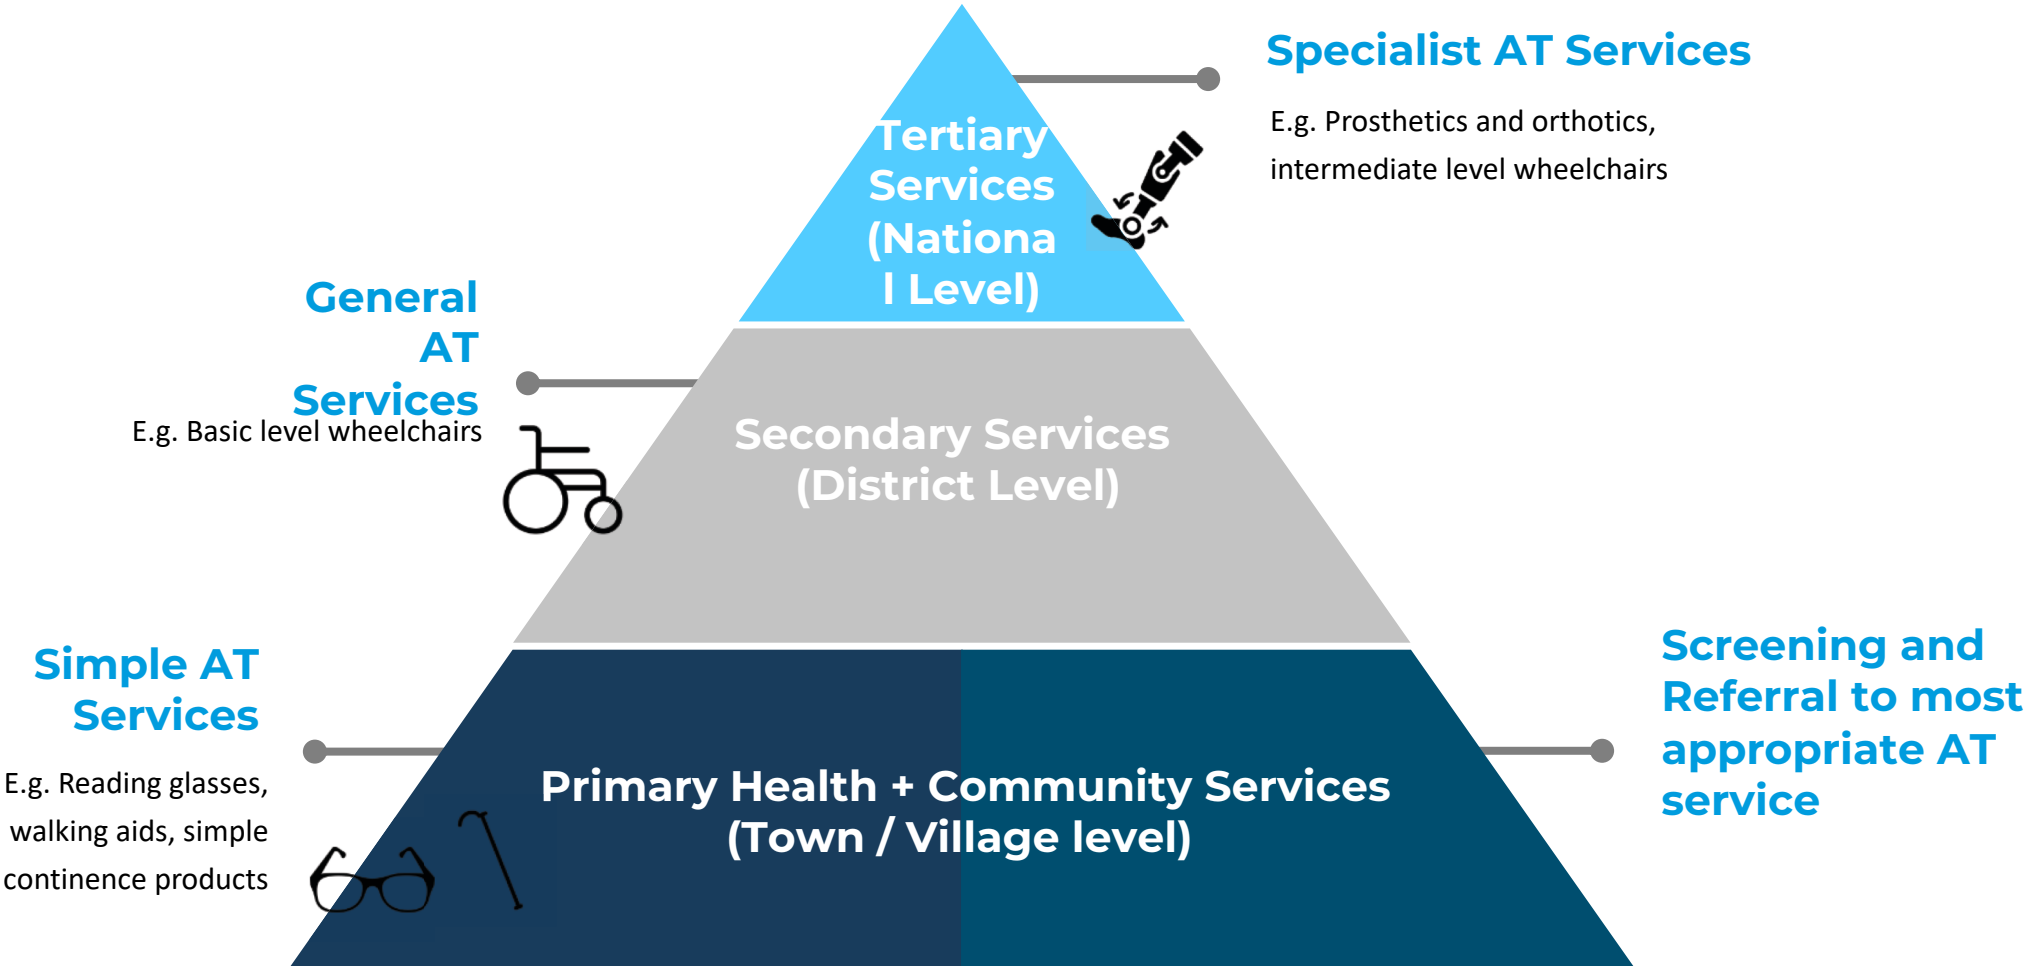 Specialist AT Services
E.g. Prosthetics and orthotics,
intermediate level wheelchairs
Tertiary
Services
(Nationa
l Level)
General
AT
Services
E.g. Basic level wheelchairs
Secondary Services
(District Level)
Simple AT
Services
E.g. Reading glasses,
walking aids, simple
continence products
Primary Health + Community Services
(Town / Village level)
Screening and
Referral to most
appropriate AT
service